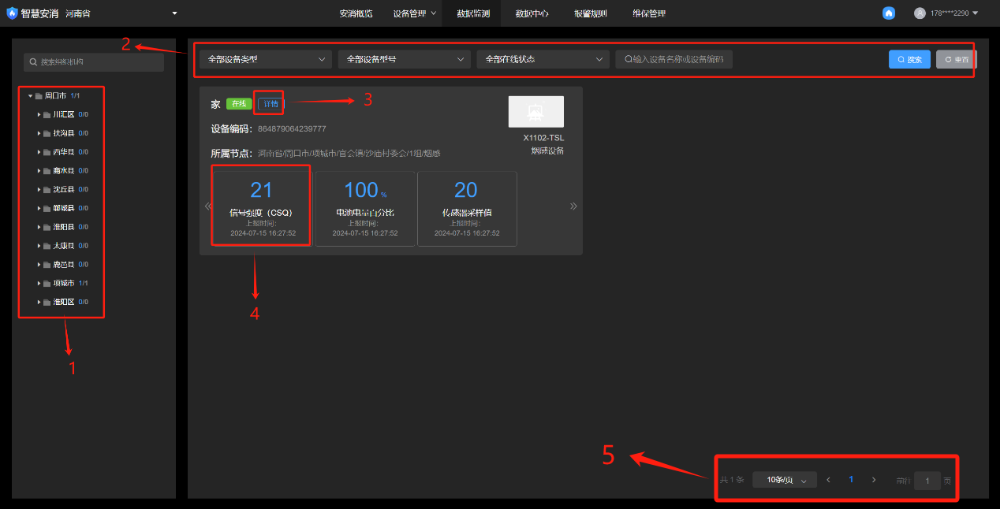 智慧安消 河南省 安消概览 设备管理 数据监测 数据中心 报警规则 维保管理 178****2290
搜索组织机构
2
全部设备类型 全部设备型号 全部在线状态 输入设备名称或设备编码 搜索 重置
周口市 1/1
川汇区 0/0
扶沟县 0/0
西华县 0/0
商水县 0/0
沈丘县 0/0
郸城县 0/0
淮阳县 0/0
太康县 0/0
鹿邑县 0/0
项城市 1/1
淮阳区 0/0
1
家 在线 详情
3
设备编码：864879064239777
所属节点：河南省/周口市/项城市/官会镇/沙庙村委会/1组/烟感
X1102-TSL
烟感设备
21
信号强度（CSQ）
上报时间:
2024-07-15 16:27:52
100%
电池电量百分比
上报时间:
2024-07-15 16:27:52
20
传感器采样值
上报时间:
2024-07-15 16:27:52
4
5
共 1 条 10条/页 1 前往 1 页